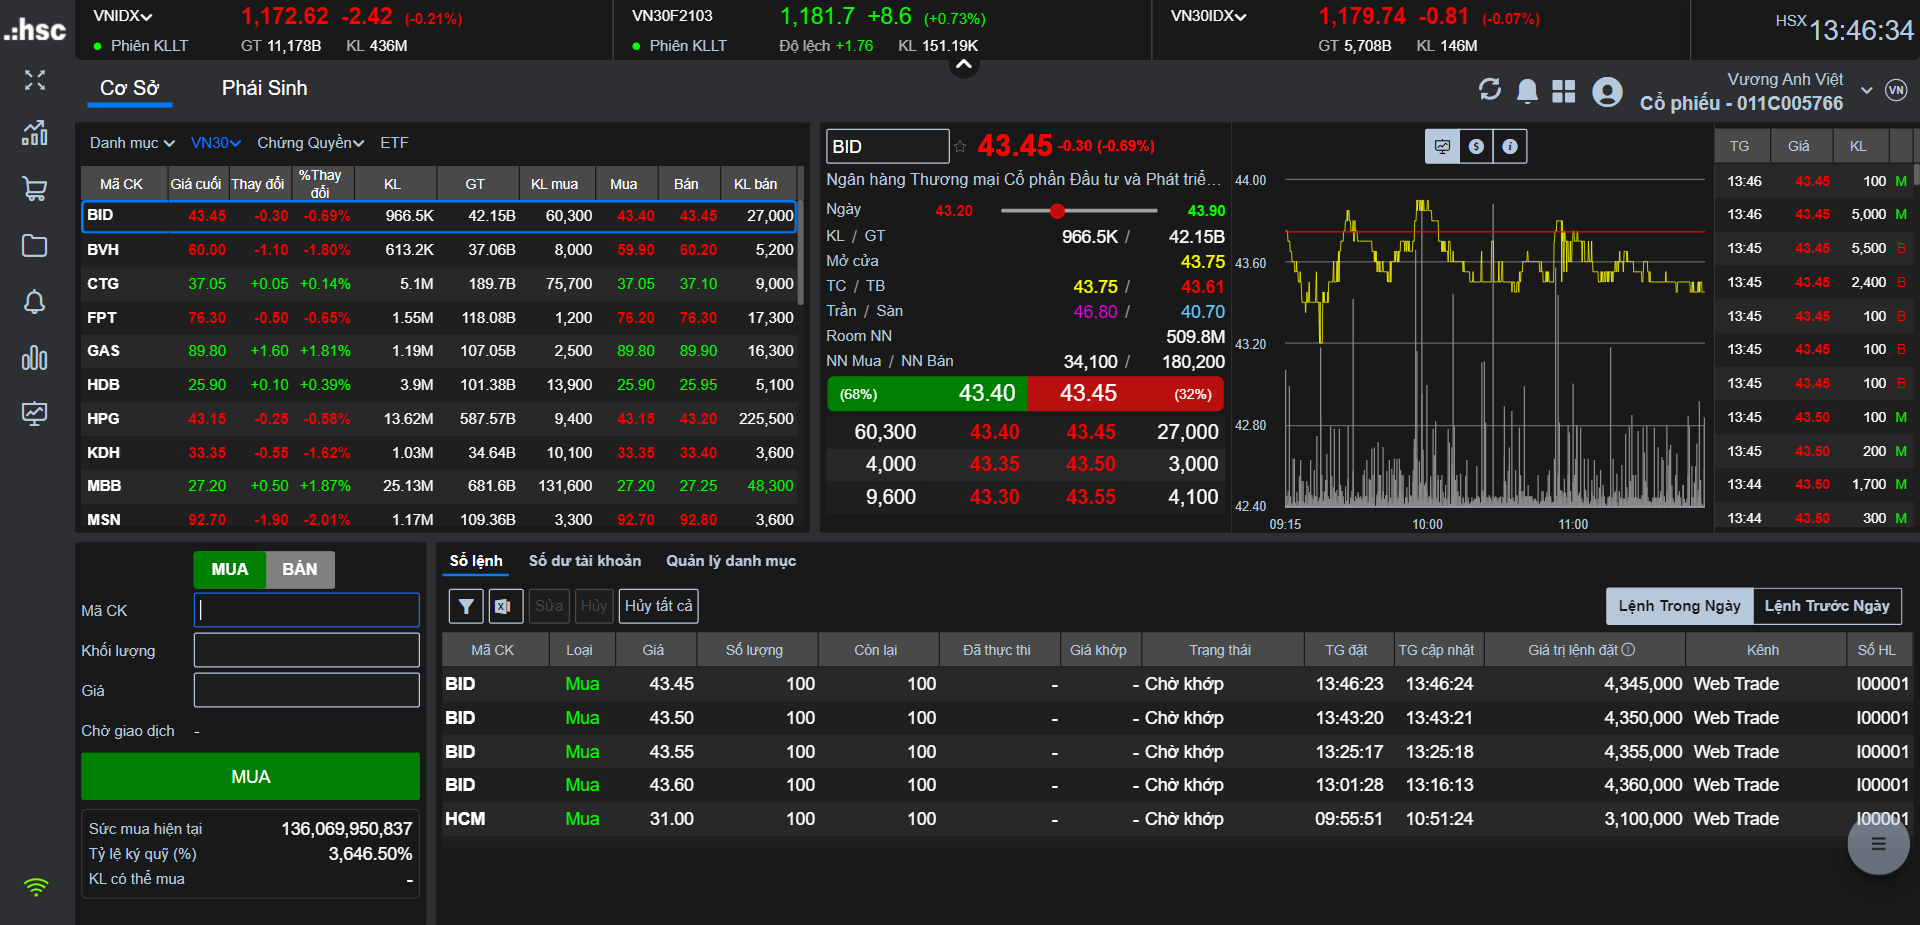 .:hsc
VNIDX 1,172.62 -2.42 (-0.21%)
Phiên KLLT GT 11,178B KL 436M
VN30F2103 1,181.7 +8.6 (+0.73%)
Phiên KLLT Độ lệch +1.76 KL 151.19K
VN30IDX 1,179.74 -0.81 (-0.07%)
GT 5,708B KL 146M
HSX 13:46:34
Cơ Sở Phái Sinh
Vương Anh Việt
Cổ phiếu - 011C005766
VN
Danh mục VN30 Chứng Quyền ETF
Mã CK Giá cuối Thay đổi %Thay đổi KL GT KL mua Mua Bán KL bán
BID 43.45 -0.30 -0.69% 966.5K 42.15B 60,300 43.40 43.45 27,000
BVH 60.00 -1.10 -1.80% 613.2K 37.06B 8,000 59.90 60.20 5,200
CTG 37.05 +0.05 +0.14% 5.1M 189.7B 75,700 37.05 37.10 9,000
FPT 76.30 -0.50 -0.65% 1.55M 118.08B 1,200 76.20 76.30 17,300
GAS 89.80 +1.60 +1.81% 1.19M 107.05B 2,500 89.80 89.90 16,300
HDB 25.90 +0.10 +0.39% 3.9M 101.38B 13,900 25.90 25.95 5,100
HPG 43.15 -0.25 -0.58% 13.62M 587.57B 9,400 43.15 43.20 225,500
KDH 33.35 -0.55 -1.62% 1.03M 34.64B 10,100 33.35 33.40 3,600
MBB 27.20 +0.50 +1.87% 25.13M 681.6B 131,600 27.20 27.25 48,300
MSN 92.70 -1.90 -2.01% 1.17M 109.36B 3,300 92.70 92.80 3,600
BID 43.45 -0.30 (-0.69%)
Ngân hàng Thương mại Cổ phần Đầu tư và Phát triể...
Ngày 43.20 43.90
KL / GT 966.5K / 42.15B
Mở cửa 43.75
TC / TB 43.75 / 43.61
Trần / Sàn 46.80 / 40.70
Room NN 509.8M
NN Mua / NN Bán 34,100 / 180,200
(68%) 43.40 43.45 (32%)
60,300 43.40 43.45 27,000
4,000 43.35 43.50 3,000
9,600 43.30 43.55 4,100
44.00
43.60
43.20
42.80
42.40
09:15 10:00 11:00
TG Giá KL
13:46 43.45 100 M
13:46 43.45 5,000 M
13:45 43.45 5,500 B
13:45 43.45 2,400 B
13:45 43.45 100 B
13:45 43.45 100 B
13:45 43.45 100 B
13:45 43.50 100 M
13:45 43.50 200 M
13:44 43.50 1,700 M
13:44 43.50 300 M
MUA BÁN
Mã CK
Khối lượng
Giá
Chờ giao dịch -
MUA
Sức mua hiện tại 136,069,950,837
Tỷ lệ ký quỹ (%) 3,646.50%
KL có thể mua -
Sổ lệnh Số dư tài khoản Quản lý danh mục
Sửa Hủy Hủy tất cả
Lệnh Trong Ngày Lệnh Trước Ngày
Mã CK Loại Giá Số lượng Còn lại Đã thực thi Giá khớp Trạng thái TG đặt TG cập nhật Giá trị lệnh đặt Kênh Số HL
BID Mua 43.45 100 100 - - Chờ khớp 13:46:23 13:46:24 4,345,000 Web Trade I00001
BID Mua 43.50 100 100 - - Chờ khớp 13:43:20 13:43:21 4,350,000 Web Trade I00001
BID Mua 43.55 100 100 - - Chờ khớp 13:25:17 13:25:18 4,355,000 Web Trade I00001
BID Mua 43.60 100 100 - - Chờ khớp 13:01:28 13:16:13 4,360,000 Web Trade I00001
HCM Mua 31.00 100 100 - - Chờ khớp 09:55:51 10:51:24 3,100,000 Web Trade I00001